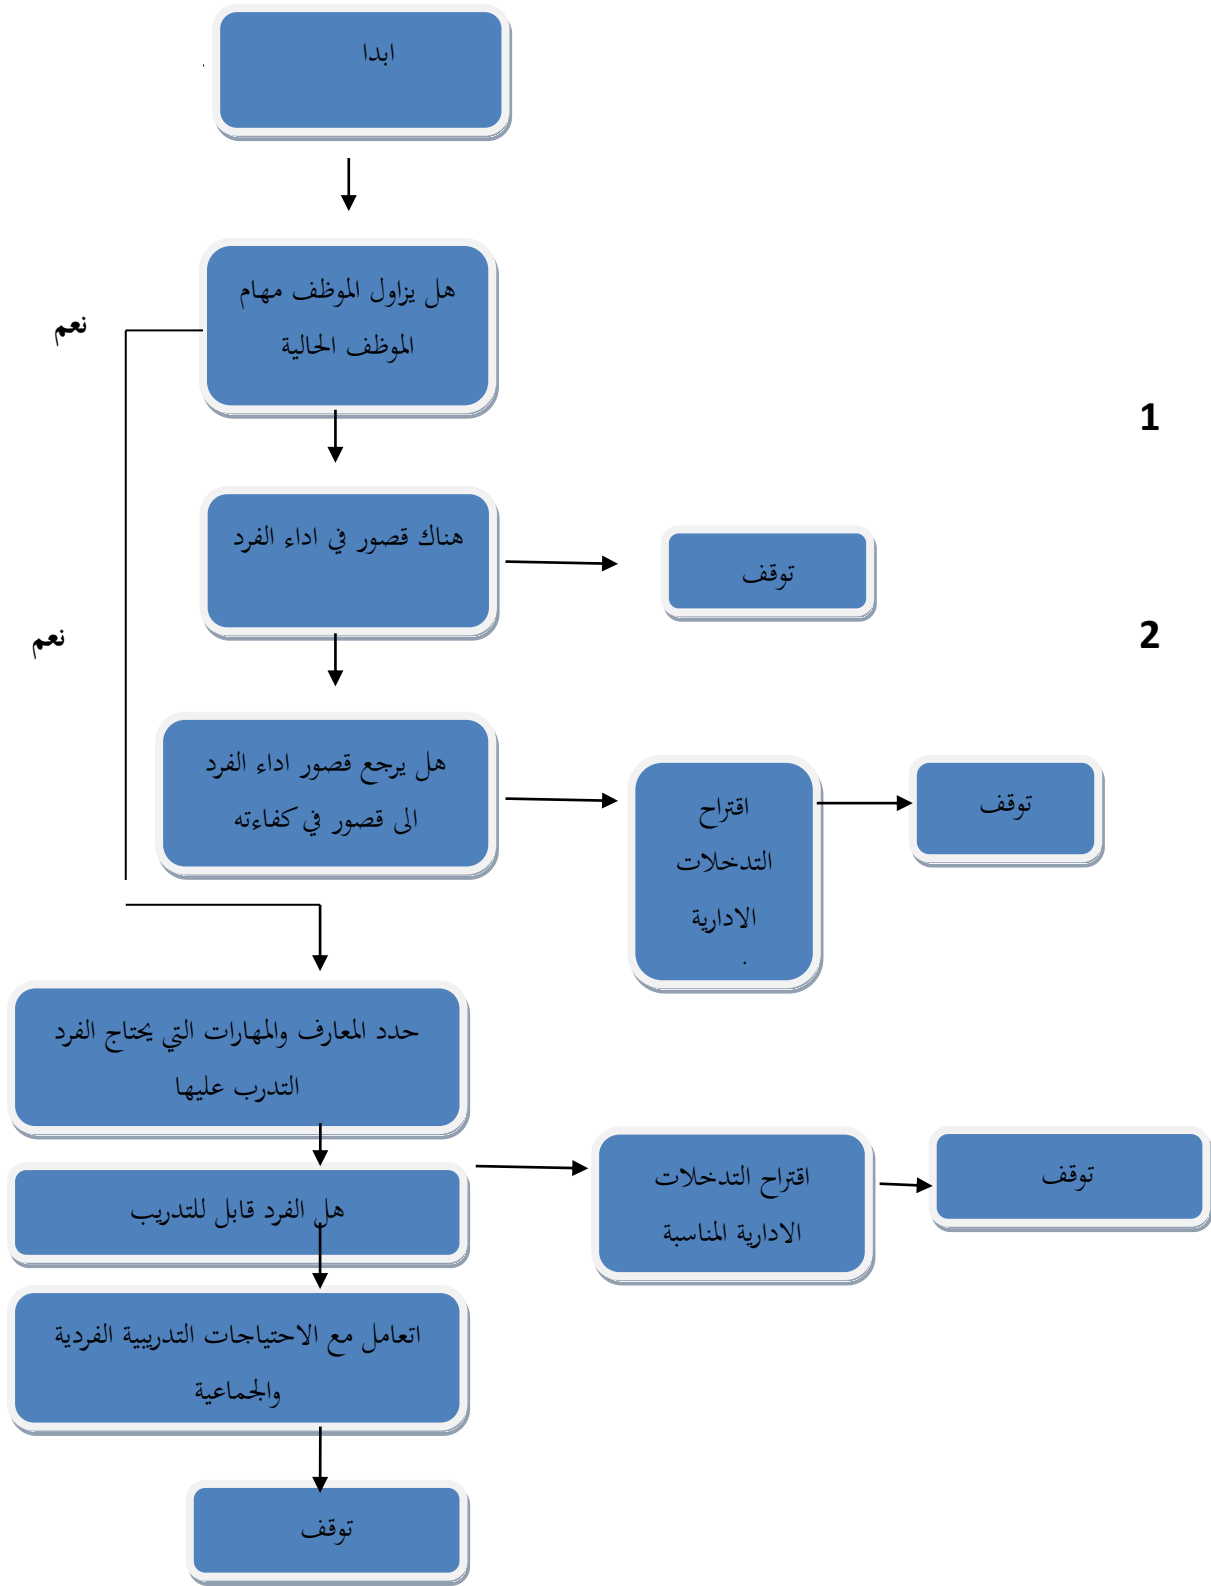 ابدا
هل يزاول الموظف مهام
الموظف الحالية
نعم
1
هناك قصور في اداء الفرد
توقف
نعم
2
هل يرجع قصور اداء الفرد
الى قصور في كفاءته
اقتراح
التدخلات
الادارية
توقف
حدد المعارف والمهارات التي يحتاج الفرد
التدرب عليها
هل الفرد قابل للتدريب
اقتراح التدخلات
الادارية المناسبة
توقف
اتعامل مع الاحتياجات التدريبية الفردية
والجماعية
توقف